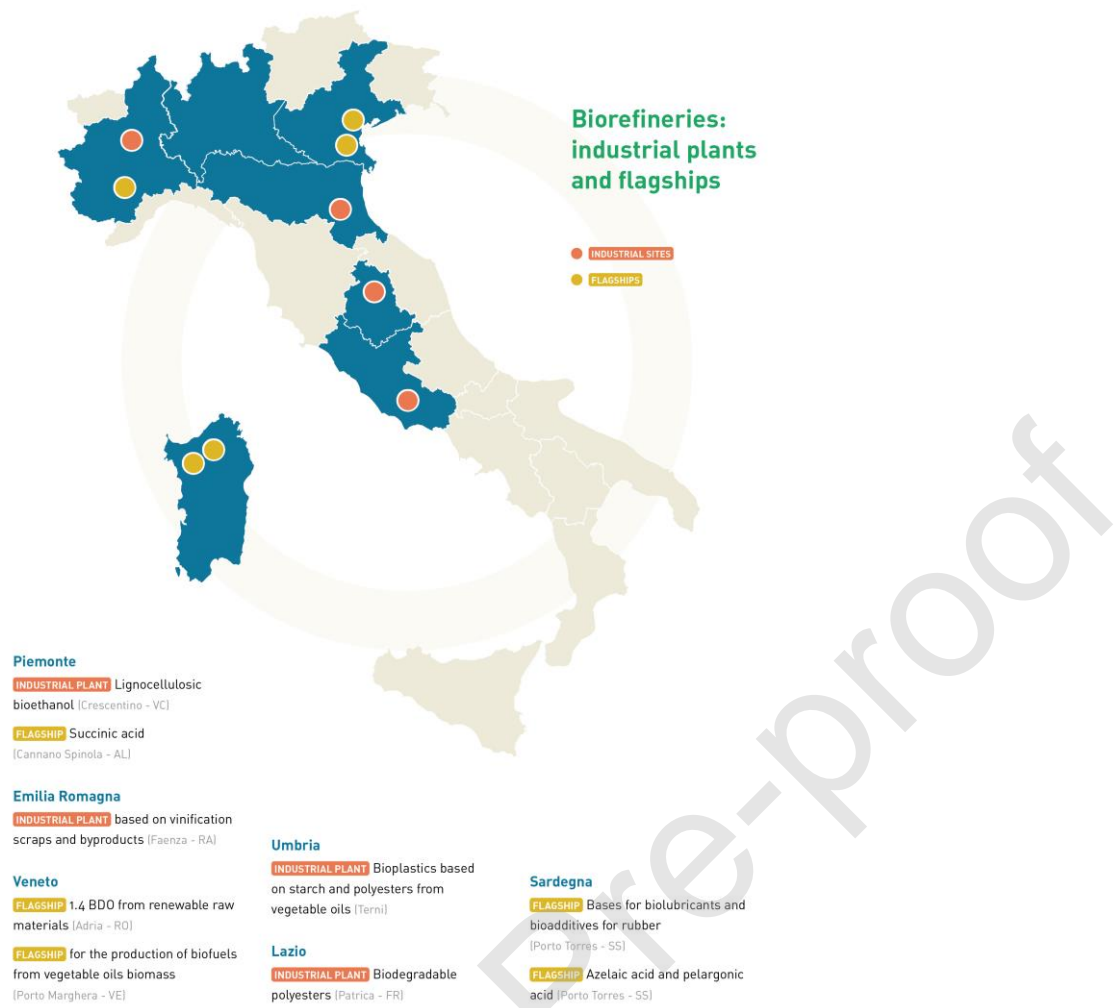 Biorefineries:
industrial plants
and flagships
INDUSTRIAL SITES
FLAGSHIPS
Piemonte
INDUSTRIAL PLANT Lignocellulosic
bioethanol (Crescentino - VC)
FLAGSHIP Succinic acid
(Cannano Spinola - AL)
Emilia Romagna
INDUSTRIAL PLANT based on vinification
scraps and byproducts (Faenza - RA)
Veneto
FLAGSHIP 1.4 BDO from renewable raw
materials (Adria - RO)
FLAGSHIP for the production of biofuels
from vegetable oils biomass
(Porto Marghera - VE)
Umbria
INDUSTRIAL PLANT Bioplastics based
on starch and polyesters from
vegetable oils (Terni)
Lazio
INDUSTRIAL PLANT Biodegradable
polyesters (Patrica - FR)
Sardegna
FLAGSHIP Bases for biolubricants and
bioadditives for rubber
(Porto Torres - SS)
FLAGSHIP Azelaic acid and pelargonic
acid (Porto Torres - SS)
Pre-proof